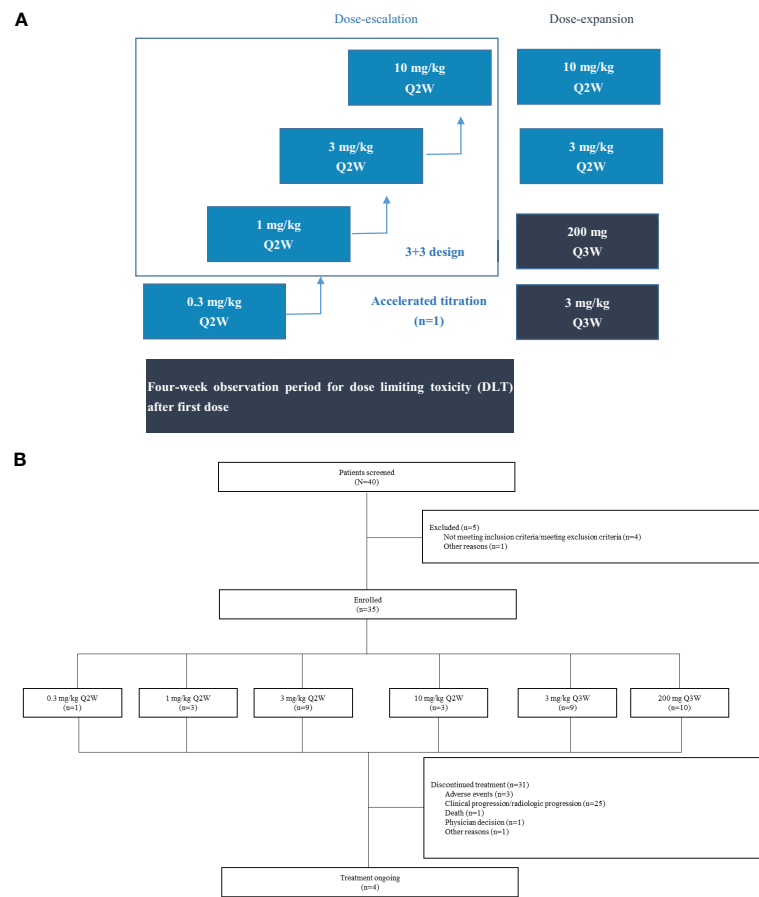 A
Dose-escalation
Dose-expansion
10 mg/kg
Q2W
10 mg/kg
Q2W
3 mg/kg
Q2W
3 mg/kg
Q2W
1 mg/kg
Q2W
3+3 design
200 mg
Q3W
0.3 mg/kg
Q2W
Accelerated titration
(n=1)
3 mg/kg
Q3W
Four-week observation period for dose limiting toxicity (DLT)
after first dose
B
Patients screened
(N=40)
Excluded (n=5)
Not meeting inclusion criteria/meeting exclusion criteria (n=4)
Other reasons (n=1)
Enrolled
(n=35)
0.3 mg/kg Q2W
(n=1)
1 mg/kg Q2W
(n=3)
3 mg/kg Q2W
(n=9)
10 mg/kg Q2W
(n=3)
3 mg/kg Q3W
(n=9)
200 mg Q3W
(n=10)
Discontinued treatment (n=31)
Adverse events (n=3)
Clinical progression/radiologic progression (n=25)
Death (n=1)
Physician decision (n=1)
Other reasons (n=1)
Treatment ongoing
(n=4)